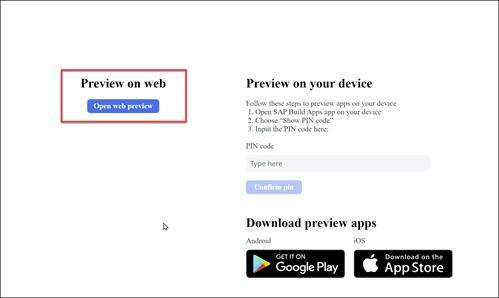 Preview on web
Open web preview
Preview on your device
Follow these steps to preview apps on your device
1. Open SAP Build Apps app on your device
2. Choose “Show PIN code”
3. Input the PIN code here:
PIN code
Type here
Confirm pin
Download preview apps
Android
iOS
GET IT ON
Google Play
Download on the
App Store